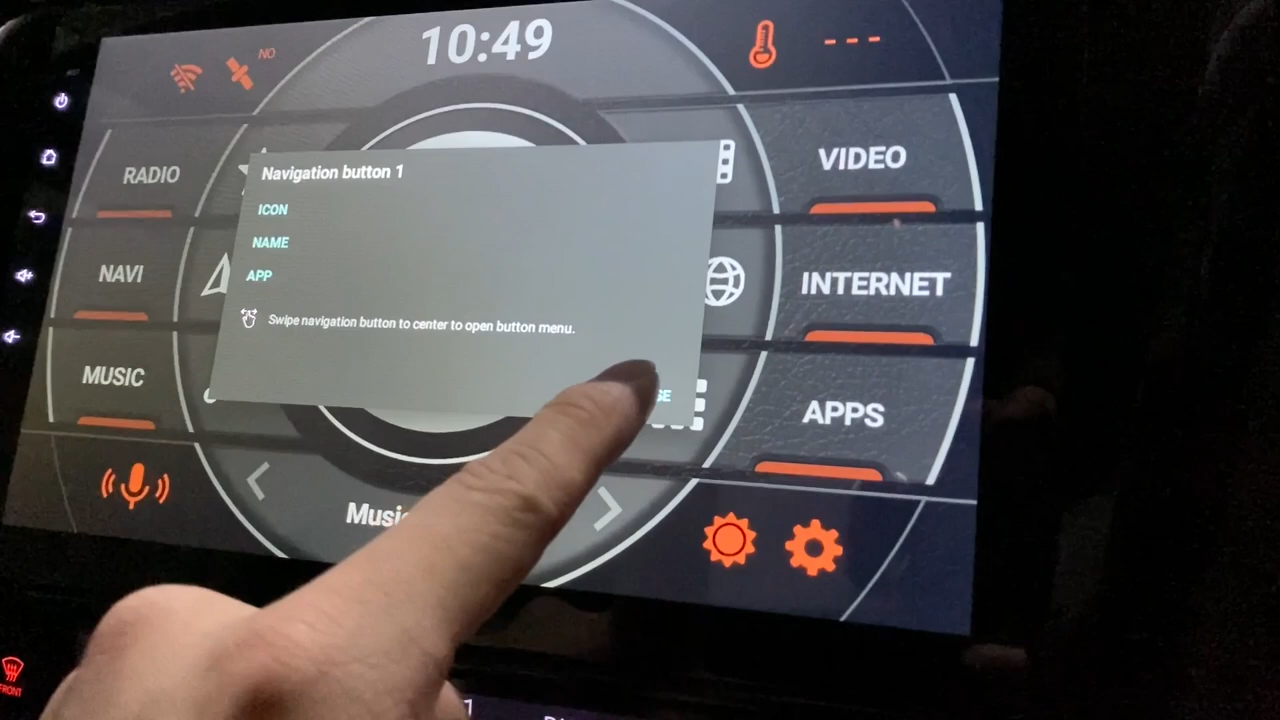 10:49
NO
---
RADIO
VIDEO
Navigation button 1
ICON
NAME
APP
NAVI
INTERNET
Swipe navigation button to center to open button menu.
MUSIC
APPS
FRONT
1